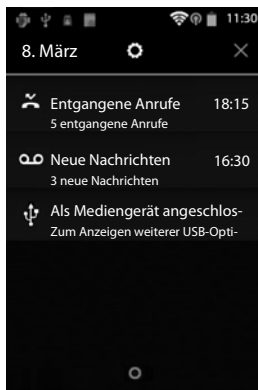 11:30
8. März
Entgangene Anrufe 18:15
5 entgangene Anrufe
Neue Nachrichten 16:30
3 neue Nachrichten
Als Mediengerät angeschlos-
Zum Anzeigen weiterer USB-Opti-